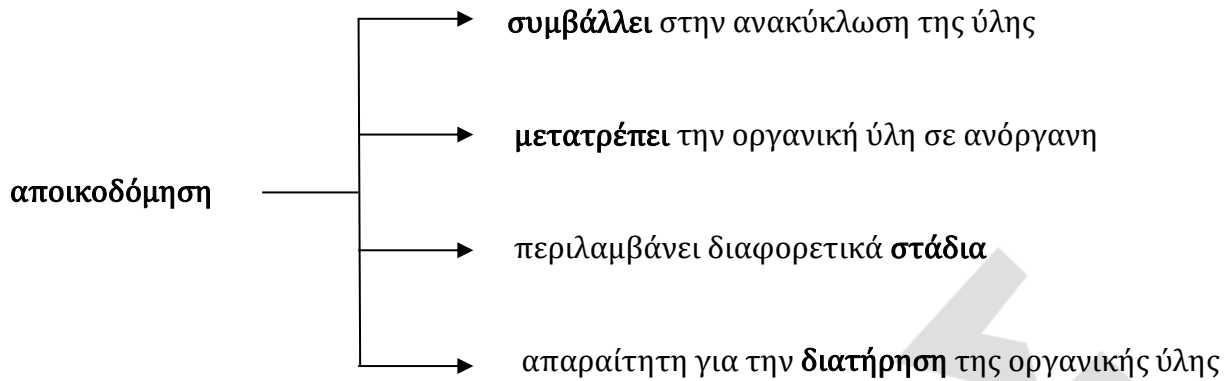 συμβάλλει στην ανακύκλωση της ύλης
μετατρέπει την οργανική ύλη σε ανόργανη
αποικοδόμηση
περιλαμβάνει διαφορετικά στάδια
απαραίτητη για την διατήρηση της οργανικής ύλης